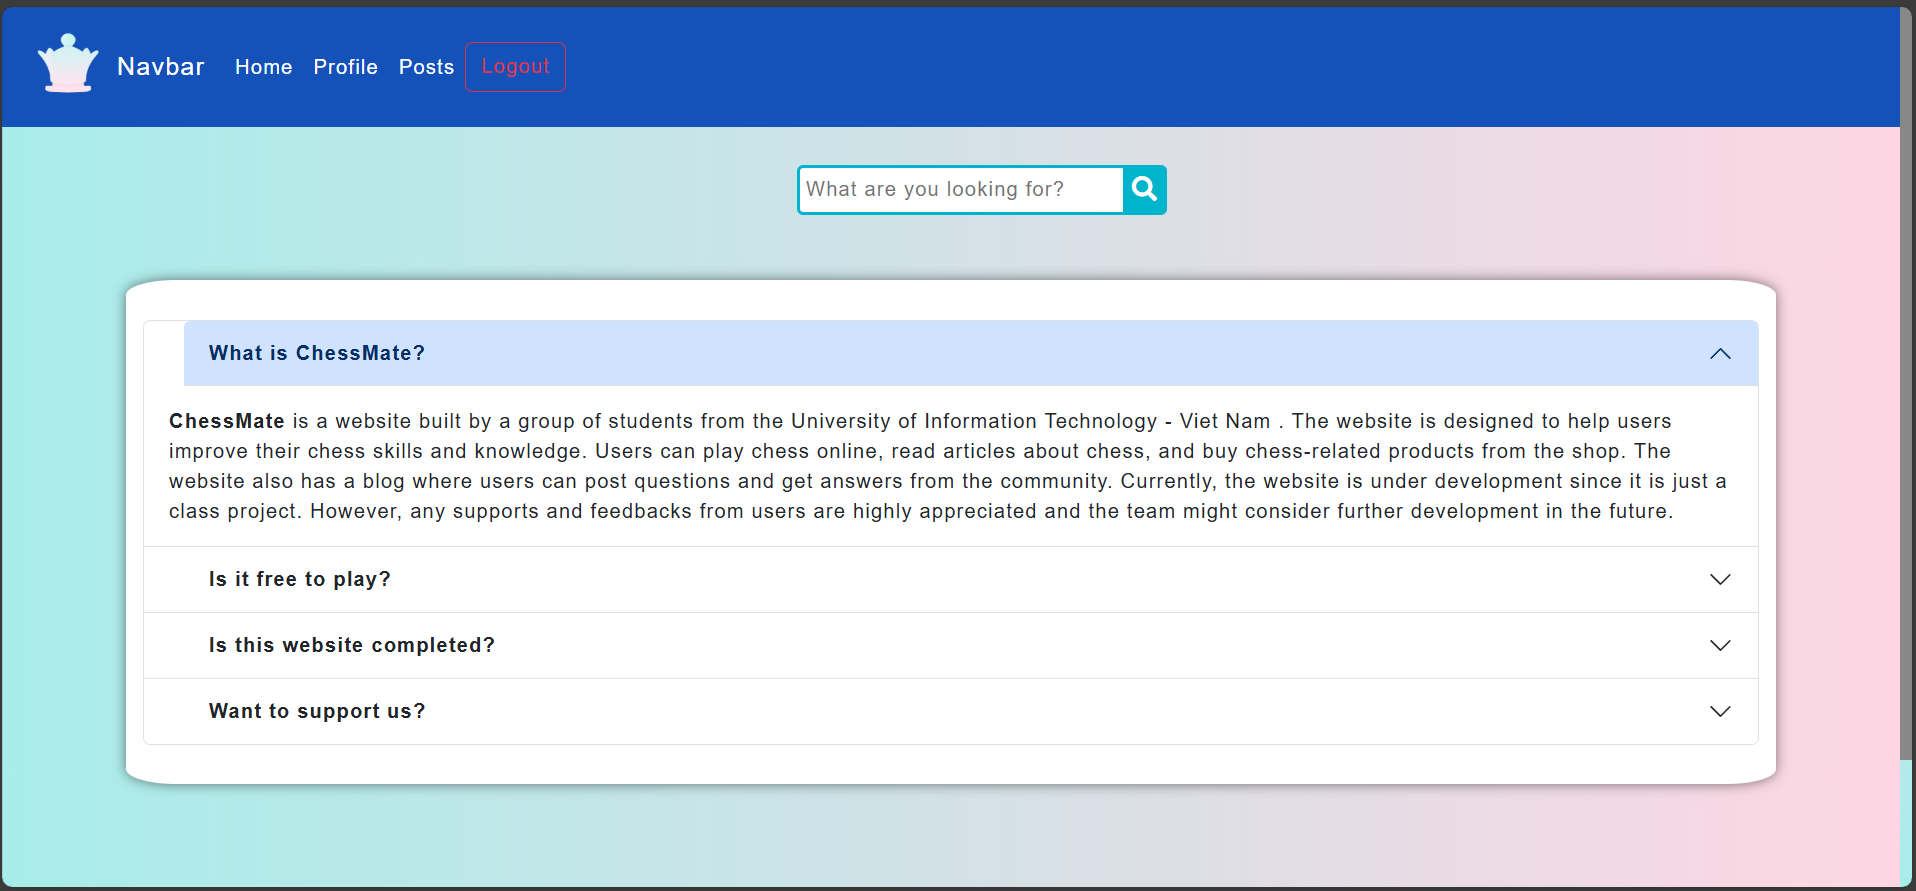 Navbar Home Profile Posts Logout
What are you looking for?
What is ChessMate?
ChessMate is a website built by a group of students from the University of Information Technology - Viet Nam . The website is designed to help users
improve their chess skills and knowledge. Users can play chess online, read articles about chess, and buy chess-related products from the shop. The
website also has a blog where users can post questions and get answers from the community. Currently, the website is under development since it is just a
class project. However, any supports and feedbacks from users are highly appreciated and the team might consider further development in the future.
Is it free to play?
Is this website completed?
Want to support us?